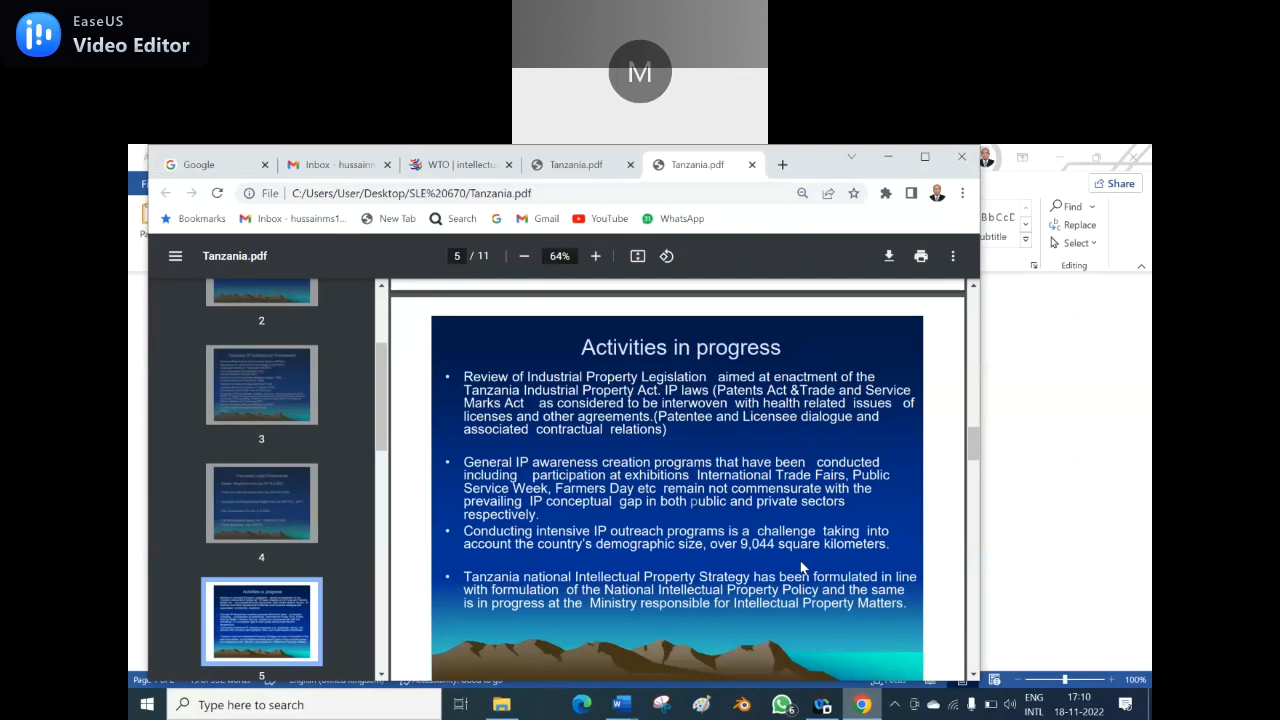 EaseUS
Video Editor
M
Google
Inbox - hussainn
WTO | intellectu
Tanzania.pdf
Tanzania.pdf
File
C:/Users/User/Desktop/SLE%20670/Tanzania.pdf
Share
Bookmarks
Inbox - hussainms1...
New Tab
Search
Gmail
YouTube
WhatsApp
Find
Replace
Select
Editing
BbCcD
ubtitle
Tanzania.pdf
5 / 11
64%
2
3
4
5
Activities in progress
• Review of Industrial Property Legislation aimed at enactment of the
Tanzania Industrial Property Act. IP laws (Patents Act &Trade and Service
Marks Act as considered to be interwoven with health related issues of
licenses and other agreements.(Patentee and Licensee dialogue and
associated contractual relations)
• General IP awareness creation programs that have been conducted
including participation at exhibitions International Trade Fairs, Public
Service Week, Farmers Day etc remain not commensurate with the
prevailing IP conceptual gap in both public and private sectors
respectively.
• Conducting intensive IP outreach programs is a challenge taking into
account the country's demographic size, over 9,044 square kilometers.
• Tanzania national Intellectual Property Strategy has been formulated in line
with formulation of the National Intellectual Property Policy and the same
is in progress at the Ministry responsible for Intellectual Property Matters.
100%
Type here to search
6
ENG
INTL
17:10
18-11-2022